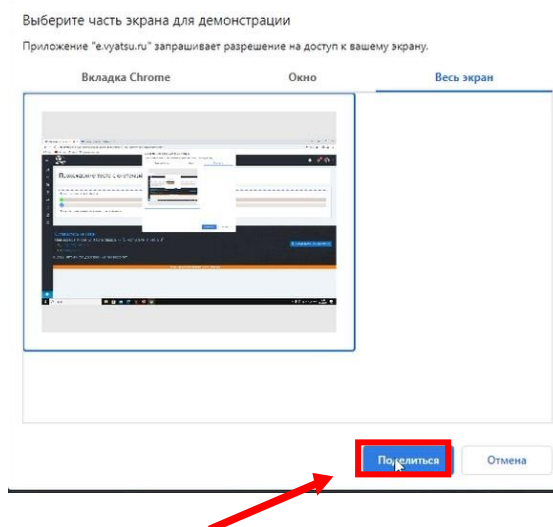 Выберите часть экрана для демонстрации
Приложение "e.vyatsu.ru" запрашивает разрешение на доступ к вашему экрану.
Вкладка Chrome Окно Весь экран
Поделиться Отмена